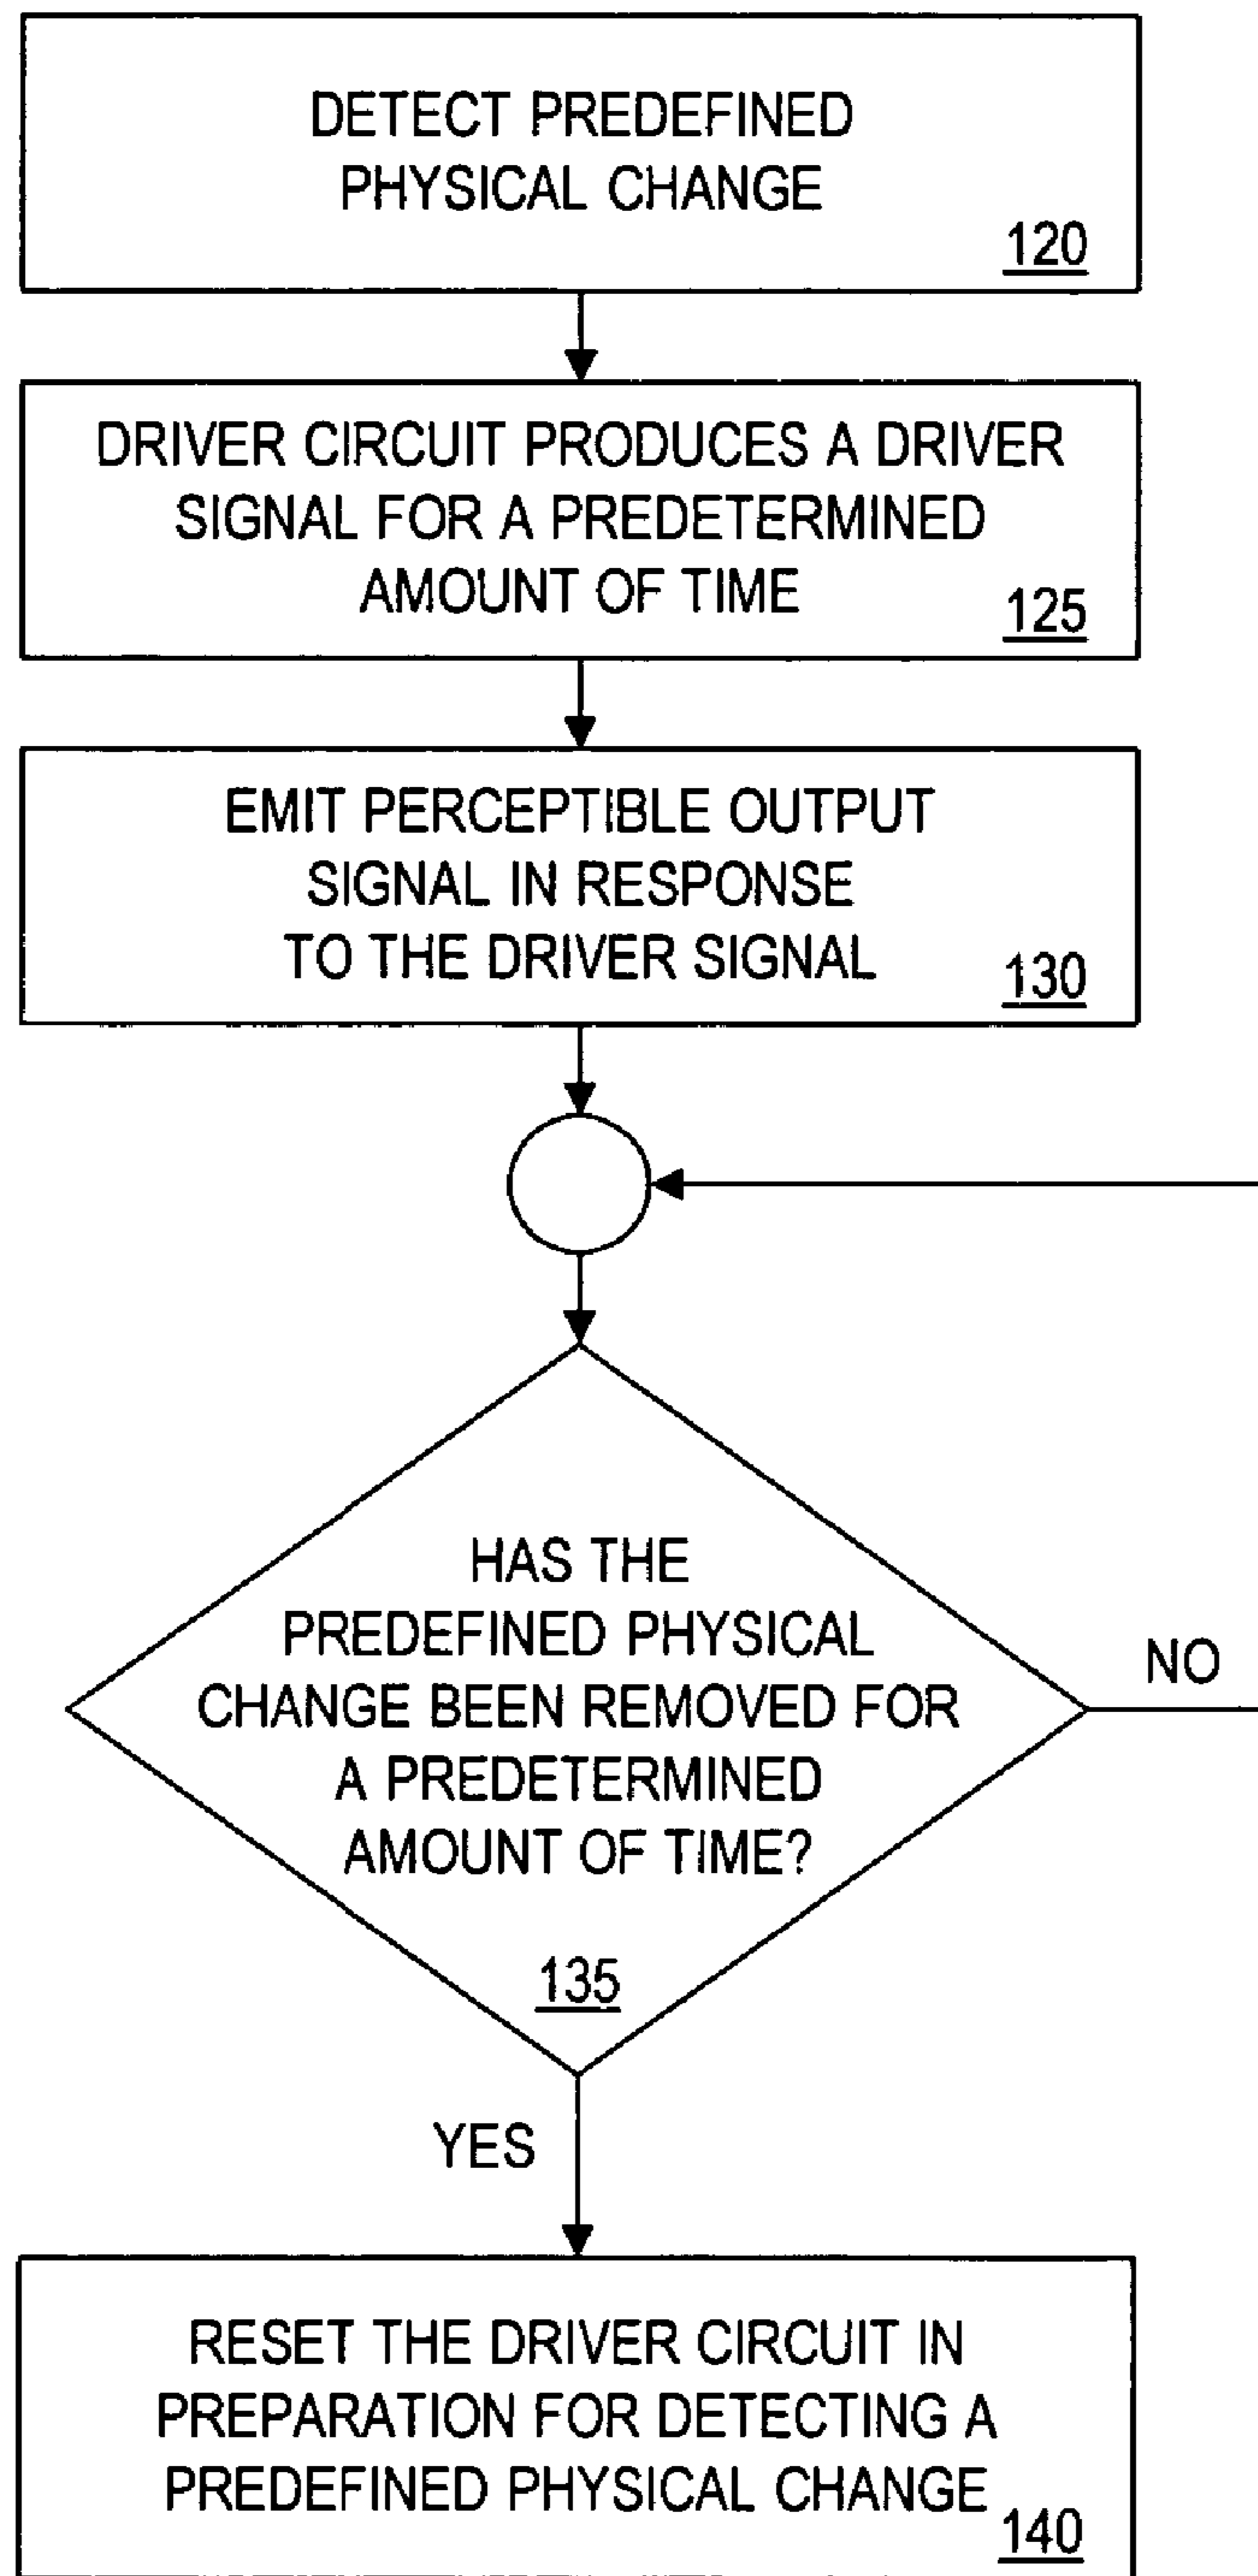 DETECT PREDEFINED
PHYSICAL CHANGE
120
DRIVER CIRCUIT PRODUCES A DRIVER
SIGNAL FOR A PREDETERMINED
AMOUNT OF TIME
125
EMIT PERCEPTIBLE OUTPUT
SIGNAL IN RESPONSE
TO THE DRIVER SIGNAL
130
HAS THE
PREDEFINED PHYSICAL
CHANGE BEEN REMOVED FOR
A PREDETERMINED
AMOUNT OF TIME?
135
NO
YES
RESET THE DRIVER CIRCUIT IN
PREPARATION FOR DETECTING A
PREDEFINED PHYSICAL CHANGE
140